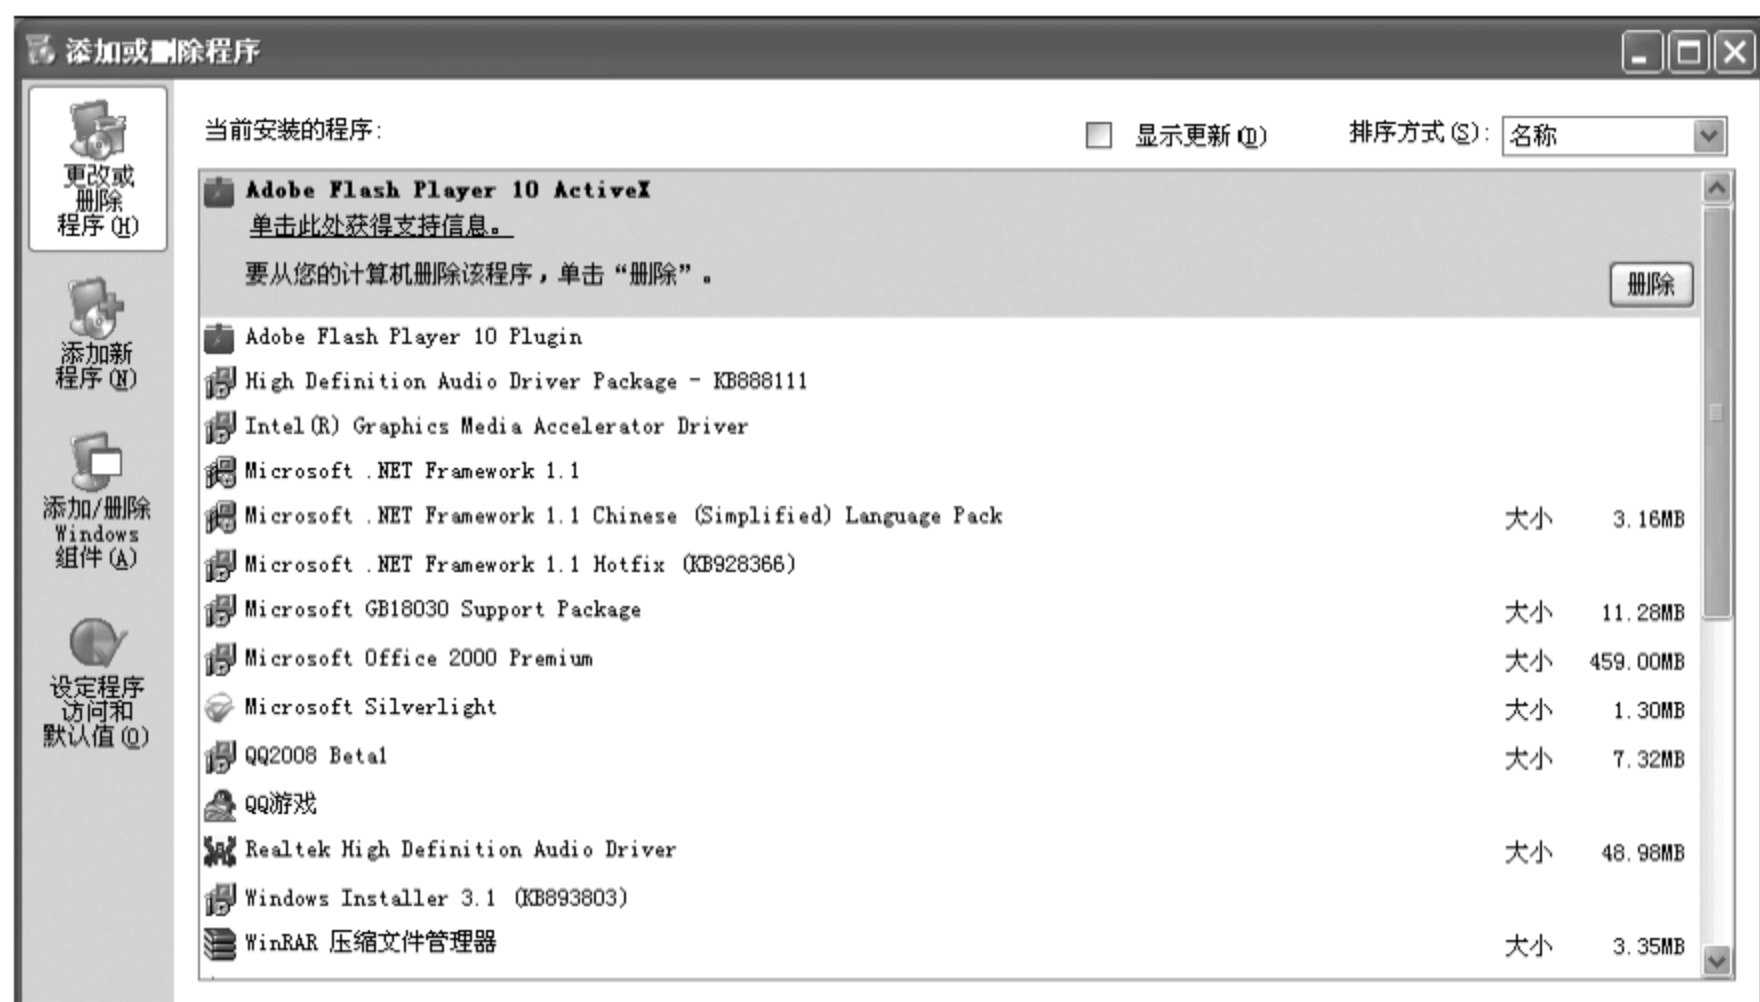 添加或删除程序
更改或
删除
程序(H)
添加新
程序(N)
添加/删除
Windows
组件(A)
设定程序
访问和
默认值(O)
当前安装的程序:
显示更新(D)
排序方式(S): 名称
Adobe Flash Player 10 ActiveX
单击此处获得支持信息。
要从您的计算机删除该程序，单击“删除”。
删除
Adobe Flash Player 10 Plugin
High Definition Audio Driver Package - KB888111
Intel(R) Graphics Media Accelerator Driver
Microsoft .NET Framework 1.1
Microsoft .NET Framework 1.1 Chinese (Simplified) Language Pack 大小 3.16MB
Microsoft .NET Framework 1.1 Hotfix (KB928366)
Microsoft GB18030 Support Package 大小 11.28MB
Microsoft Office 2000 Premium 大小 459.00MB
Microsoft Silverlight 大小 1.30MB
QQ2008 Beta1 大小 7.32MB
QQ游戏
Realtek High Definition Audio Driver 大小 48.98MB
Windows Installer 3.1 (KB893803)
WinRAR 压缩文件管理器 大小 3.35MB